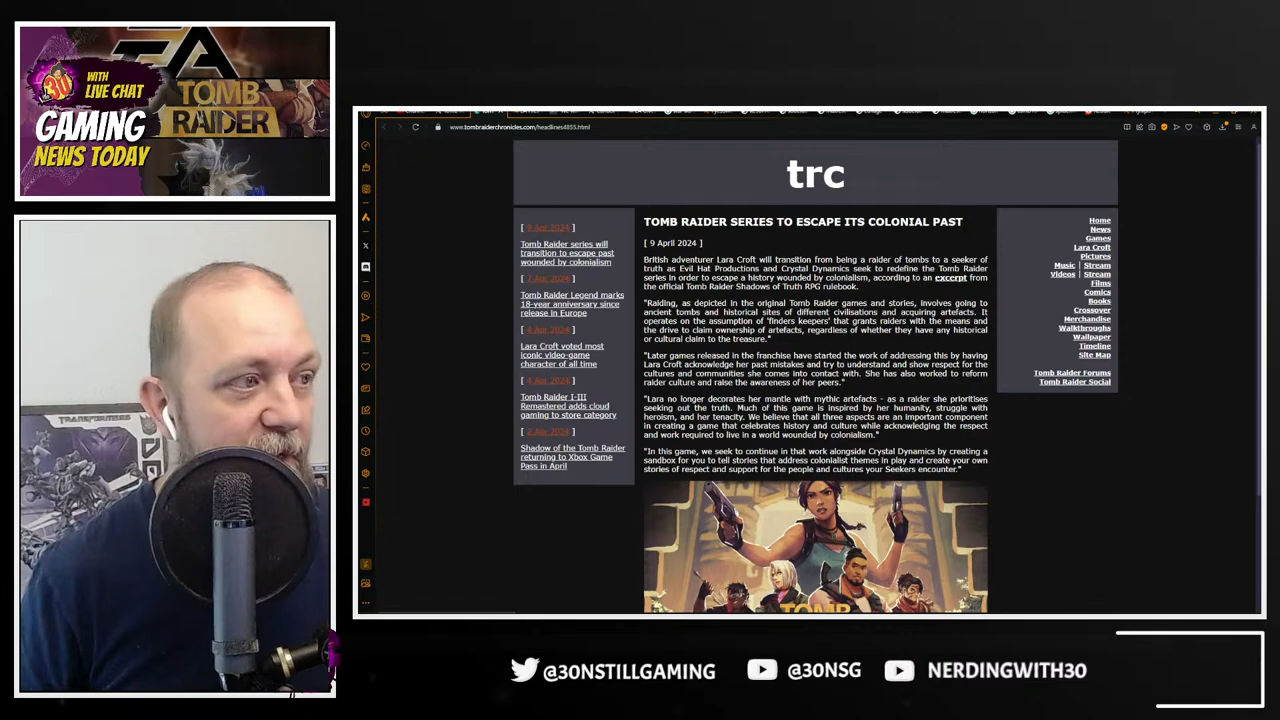 EA
30
WITH
LIVE CHAT
TOMB
RAIDER
GAMING
NEWS TODAY
TRANSFORMERS
www.tombraiderchronicles.com/headlines4855.html
trc
[ 9 Apr 2024 ]
Tomb Raider series will
transition to escape past
wounded by colonialism
[ 7 Apr 2024 ]
Tomb Raider Legend marks
18-year anniversary since
release in Europe
[ 4 Apr 2024 ]
Lara Croft voted most
iconic video-game
character of all time
[ 4 Apr 2024 ]
Tomb Raider I-III
Remastered adds cloud
gaming to store category
[ 2 Apr 2024 ]
Shadow of the Tomb Raider
returning to Xbox Game
Pass in April
TOMB RAIDER SERIES TO ESCAPE ITS COLONIAL PAST
[ 9 April 2024 ]
British adventurer Lara Croft will transition from being a raider of tombs to a seeker of
truth as Evil Hat Productions and Crystal Dynamics seek to redefine the Tomb Raider
series in order to escape a history wounded by colonialism, according to an excerpt from
the official Tomb Raider Shadows of Truth RPG rulebook.
"Raiding, as depicted in the original Tomb Raider games and stories, involves going to
ancient tombs and historical sites of different civilisations and acquiring artefacts. It
operates on the assumption of 'finders keepers' that grants raiders with the means and
the drive to claim ownership of artefacts, regardless of whether they have any historical
or cultural claim to the treasure."
"Later games released in the franchise have started the work of addressing this by having
Lara Croft acknowledge her past mistakes and try to understand and show respect for the
cultures and communities she comes into contact with. She has also worked to reform
raider culture and raise the awareness of her peers."
"Lara no longer decorates her mantle with mythic artefacts - as a raider she prioritises
seeking out the truth. Much of this game is inspired by her humanity, struggle with
heroism, and her tenacity. We believe that all three aspects are an important component
in creating a game that celebrates history and culture while acknowledging the respect
and work required to live in a world wounded by colonialism."
"In this game, we seek to continue in that work alongside Crystal Dynamics by creating a
sandbox for you to tell stories that address colonialist themes in play and create your own
stories of respect and support for the people and cultures your Seekers encounter."
TOMB
Home
News
Games
Lara Croft
Pictures
Music | Stream
Videos | Stream
Films
Comics
Books
Crossover
Merchandise
Walkthroughs
Wallpaper
Timeline
Site Map
Tomb Raider Forums
Tomb Raider Social
@30NSTILLGAMING
@30NSG
NERDINGWITH30